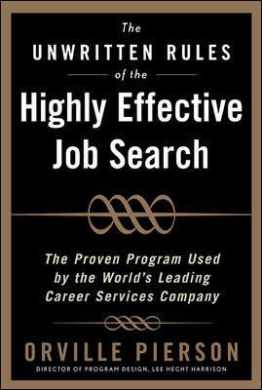 The
UNWRITTEN RULES
of the
Highly Effective
Job Search
The Proven Program Used
by the World's Leading
Career Services Company
ORVILLE PIERSON
DIRECTOR OF PROGRAM DESIGN, LEE HECHT HARRISON